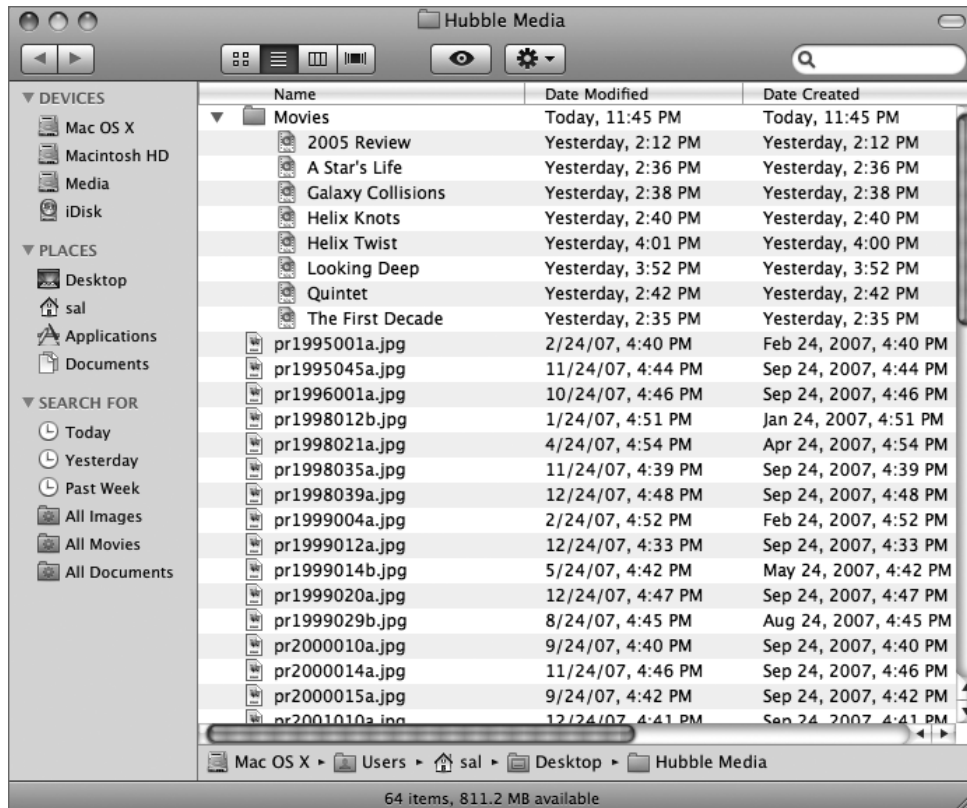 Hubble Media
DEVICES
Mac OS X
Macintosh HD
Media
iDisk
PLACES
Desktop
sal
Applications
Documents
SEARCH FOR
Today
Yesterday
Past Week
All Images
All Movies
All Documents
Name Date Modified Date Created
Movies Today, 11:45 PM Today, 11:45 PM
2005 Review Yesterday, 2:12 PM Yesterday, 2:12 PM
A Star's Life Yesterday, 2:36 PM Yesterday, 2:36 PM
Galaxy Collisions Yesterday, 2:38 PM Yesterday, 2:38 PM
Helix Knots Yesterday, 2:40 PM Yesterday, 2:40 PM
Helix Twist Yesterday, 4:01 PM Yesterday, 4:00 PM
Looking Deep Yesterday, 3:52 PM Yesterday, 3:52 PM
Quintet Yesterday, 2:42 PM Yesterday, 2:42 PM
The First Decade Yesterday, 2:35 PM Yesterday, 2:35 PM
pr1995001a.jpg 2/24/07, 4:40 PM Feb 24, 2007, 4:40 PM
pr1995045a.jpg 11/24/07, 4:44 PM Sep 24, 2007, 4:44 PM
pr1996001a.jpg 10/24/07, 4:46 PM Sep 24, 2007, 4:46 PM
pr1998012b.jpg 1/24/07, 4:51 PM Jan 24, 2007, 4:51 PM
pr1998021a.jpg 4/24/07, 4:54 PM Apr 24, 2007, 4:54 PM
pr1998035a.jpg 11/24/07, 4:39 PM Sep 24, 2007, 4:39 PM
pr1998039a.jpg 12/24/07, 4:48 PM Sep 24, 2007, 4:48 PM
pr1999004a.jpg 2/24/07, 4:52 PM Feb 24, 2007, 4:52 PM
pr1999012a.jpg 12/24/07, 4:33 PM Sep 24, 2007, 4:33 PM
pr1999014b.jpg 5/24/07, 4:42 PM May 24, 2007, 4:42 PM
pr1999020a.jpg 12/24/07, 4:47 PM Sep 24, 2007, 4:47 PM
pr1999029b.jpg 8/24/07, 4:45 PM Aug 24, 2007, 4:45 PM
pr2000010a.jpg 9/24/07, 4:40 PM Sep 24, 2007, 4:40 PM
pr2000014a.jpg 11/24/07, 4:46 PM Sep 24, 2007, 4:46 PM
pr2000015a.jpg 9/24/07, 4:42 PM Sep 24, 2007, 4:42 PM
pr2001010a.jpg 12/24/07, 4:41 PM Sep 24, 2007, 4:41 PM
Mac OS X Users sal Desktop Hubble Media
64 items, 811.2 MB available